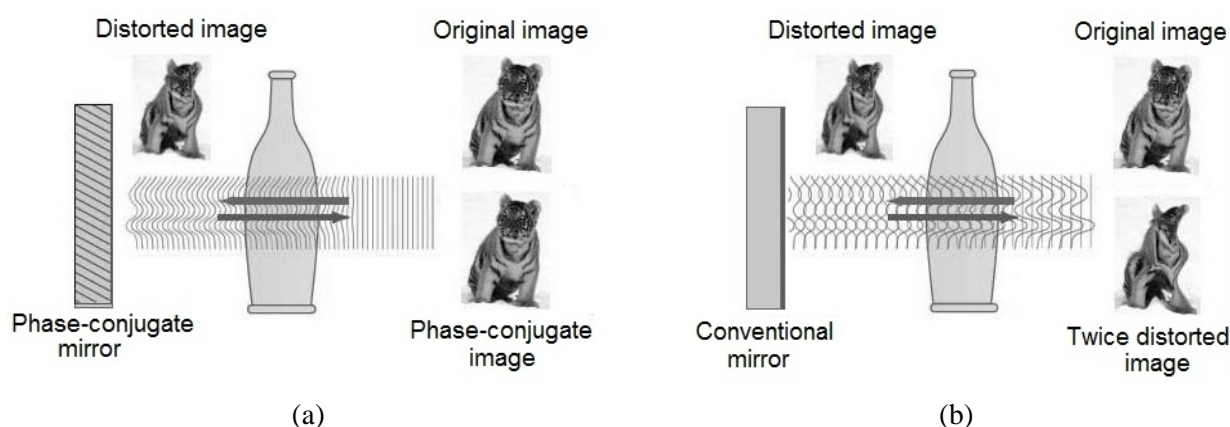 Distorted image
Original image
Phase-conjugate
mirror
Phase-conjugate
image
(a)
Distorted image
Original image
Conventional
mirror
Twice distorted
image
(b)